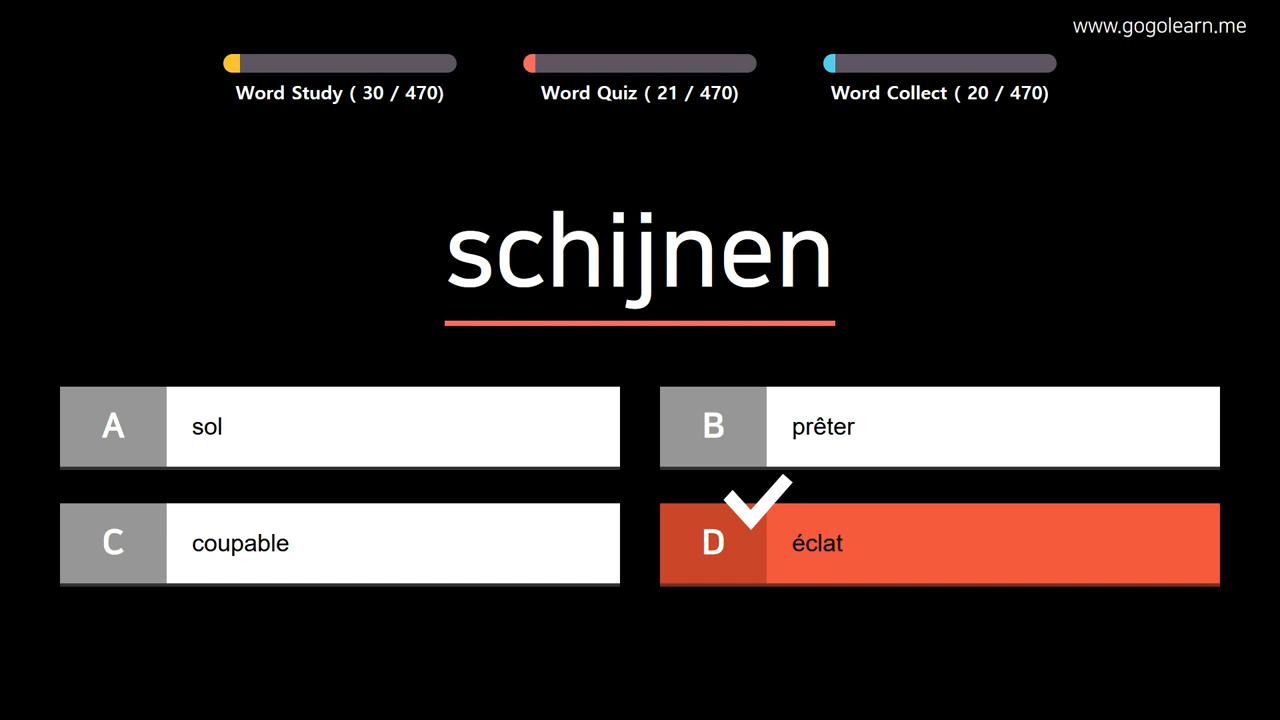 www.gogolearn.me
Word Study ( 30 / 470)
Word Quiz ( 21 / 470)
Word Collect ( 20 / 470)
schijnen
A sol
B prêter
C coupable
D éclat